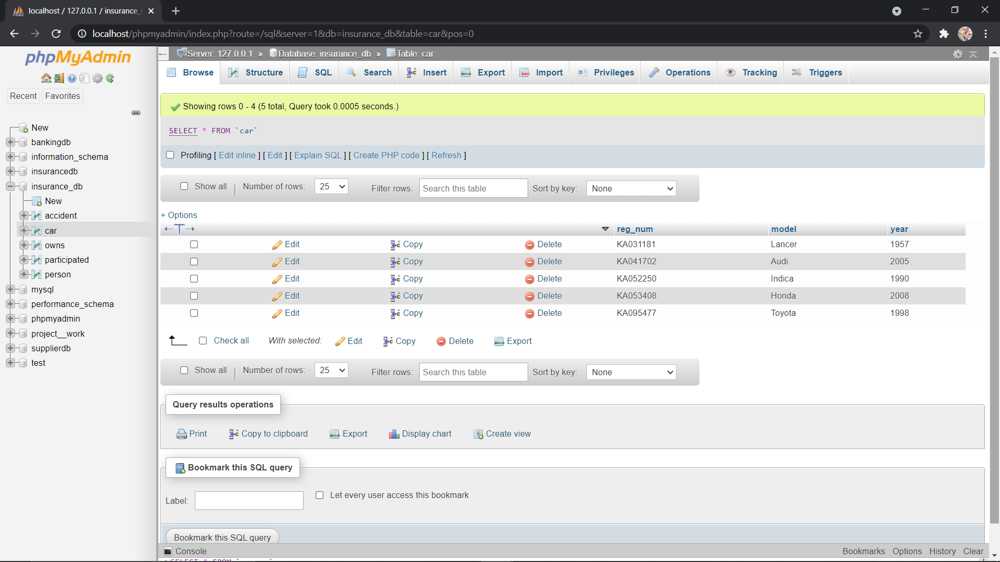 localhost / 127.0.0.1 / insurance_
localhost/phpmyadmin/index.php?route=/sql&server=1&db=insurance_db&table=car&pos=0
phpMyAdmin
Recent Favorites
New
bankingdb
information_schema
insurancedb
insurance_db
New
accident
car
owns
participated
person
mysql
performance_schema
phpmyadmin
project__work
supplierdb
test
Server: 127.0.0.1 » Database: insurance_db » Table: car
Browse Structure SQL Search Insert Export Import Privileges Operations Tracking Triggers
Showing rows 0 - 4 (5 total, Query took 0.0005 seconds.)
SELECT * FROM `car`
Profiling [ Edit inline ] [ Edit ] [ Explain SQL ] [ Create PHP code ] [ Refresh ]
Show all Number of rows: 25 Filter rows: Search this table Sort by key: None
+ Options
reg_num model year
Edit Copy Delete KA031181 Lancer 1957
Edit Copy Delete KA041702 Audi 2005
Edit Copy Delete KA052250 Indica 1990
Edit Copy Delete KA053408 Honda 2008
Edit Copy Delete KA095477 Toyota 1998
Check all With selected: Edit Copy Delete Export
Show all Number of rows: 25 Filter rows: Search this table Sort by key: None
Query results operations
Print Copy to clipboard Export Display chart Create view
Bookmark this SQL query
Label: Let every user access this bookmark
Bookmark this SQL query
Console Bookmarks Options History Clear
>SELECT * FROM